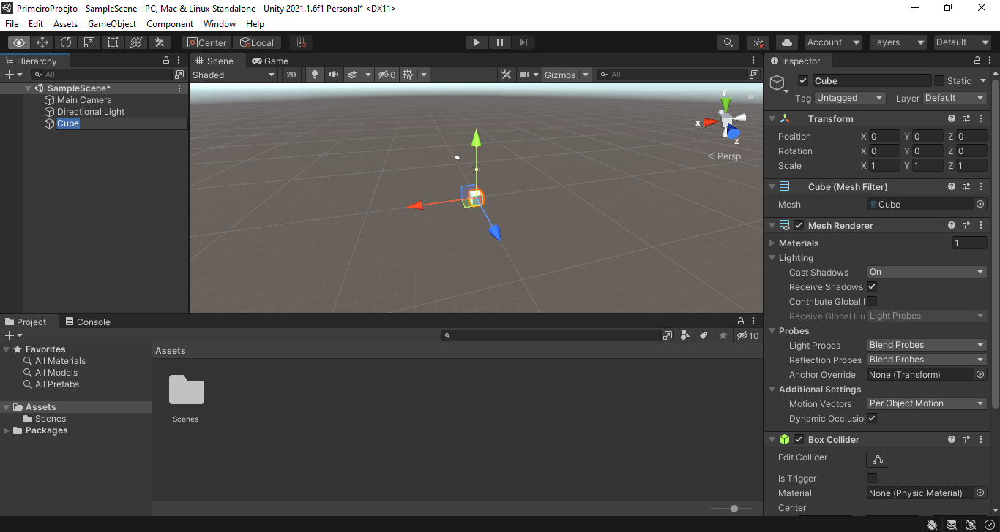 PrimeiroProejto - SampleScene - PC, Mac & Linux Standalone - Unity 2021.1.6f1 Personal* <DX11>
File Edit Assets GameObject Component Window Help
Center Local Account Layers Default
Hierarchy
All
SampleScene*
Main Camera
Directional Light
Cube
Scene Game
Shaded 2D 0 Gizmos All
y
x
z
Persp
Inspector
Cube Static
Tag Untagged Layer Default
Transform
Position X 0 Y 0 Z 0
Rotation X 0 Y 0 Z 0
Scale X 1 Y 1 Z 1
Cube (Mesh Filter)
Mesh Cube
Mesh Renderer
Materials 1
Lighting
Cast Shadows On
Receive Shadows
Contribute Global I
Receive Global Illu Light Probes
Probes
Light Probes Blend Probes
Reflection Probes Blend Probes
Anchor Override None (Transform)
Additional Settings
Motion Vectors Per Object Motion
Dynamic Occlusion
Box Collider
Edit Collider
Is Trigger
Material None (Physic Material)
Center
Project Console
10
Favorites
All Materials
All Models
All Prefabs
Assets
Scenes
Packages
Assets
Scenes